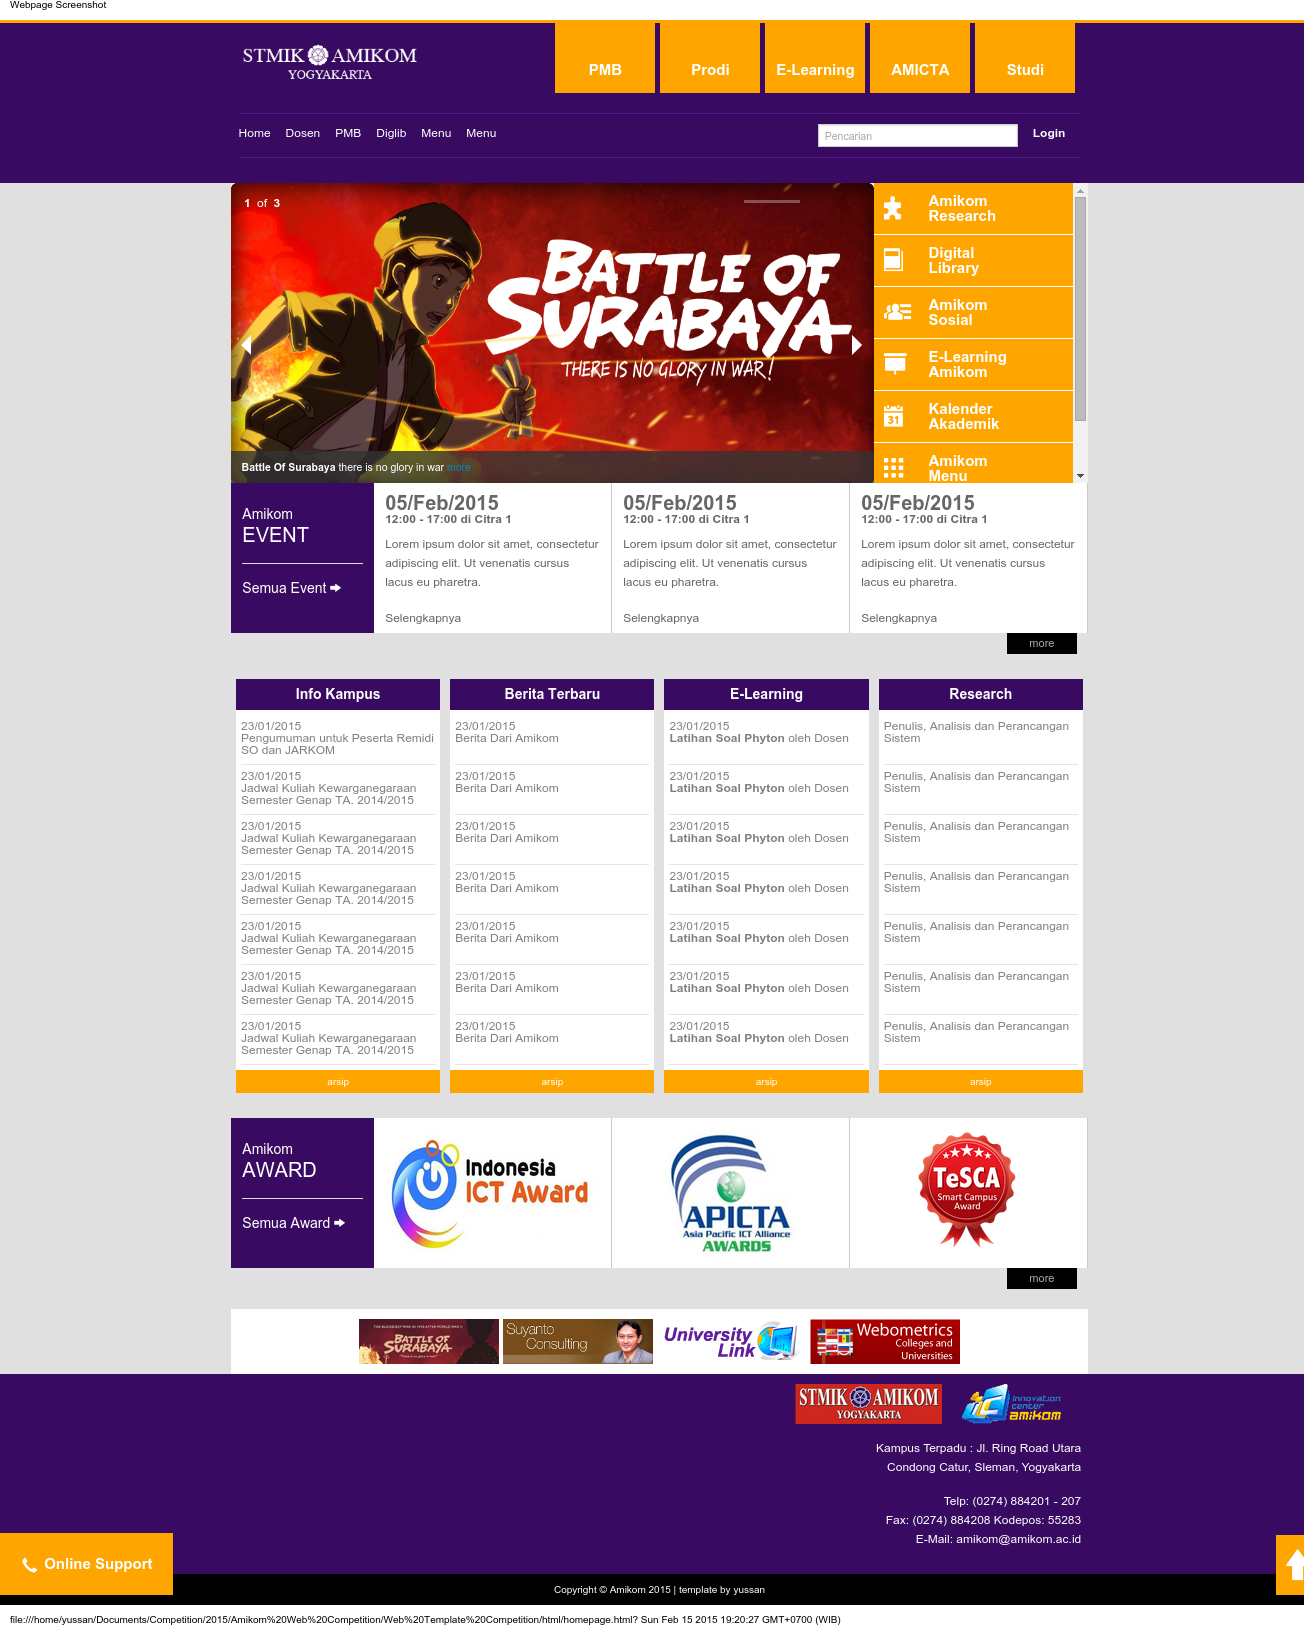 Webpage Screenshot
STMIK AMIKOM
YOGYAKARTA
PMB
Prodi
E-Learning
AMICTA
Studi
Home Dosen PMB Diglib Menu Menu
Pencarian
Login
1 of 3
BATTLE OF
SURABAYA
THERE IS NO GLORY IN WAR!
Battle Of Surabaya there is no glory in war more
Amikom
Research
Digital
Library
Amikom
Sosial
E-Learning
Amikom
31
Kalender
Akademik
Amikom
Menu
Amikom
EVENT
Semua Event
05/Feb/2015
12:00 - 17:00 di Citra 1
Lorem ipsum dolor sit amet, consectetur
adipiscing elit. Ut venenatis cursus
lacus eu pharetra.
Selengkapnya
05/Feb/2015
12:00 - 17:00 di Citra 1
Lorem ipsum dolor sit amet, consectetur
adipiscing elit. Ut venenatis cursus
lacus eu pharetra.
Selengkapnya
05/Feb/2015
12:00 - 17:00 di Citra 1
Lorem ipsum dolor sit amet, consectetur
adipiscing elit. Ut venenatis cursus
lacus eu pharetra.
Selengkapnya
more
Info Kampus
23/01/2015
Pengumuman untuk Peserta Remidi
SO dan JARKOM
23/01/2015
Jadwal Kuliah Kewarganegaraan
Semester Genap TA. 2014/2015
23/01/2015
Jadwal Kuliah Kewarganegaraan
Semester Genap TA. 2014/2015
23/01/2015
Jadwal Kuliah Kewarganegaraan
Semester Genap TA. 2014/2015
23/01/2015
Jadwal Kuliah Kewarganegaraan
Semester Genap TA. 2014/2015
23/01/2015
Jadwal Kuliah Kewarganegaraan
Semester Genap TA. 2014/2015
23/01/2015
Jadwal Kuliah Kewarganegaraan
Semester Genap TA. 2014/2015
arsip
Berita Terbaru
23/01/2015
Berita Dari Amikom
23/01/2015
Berita Dari Amikom
23/01/2015
Berita Dari Amikom
23/01/2015
Berita Dari Amikom
23/01/2015
Berita Dari Amikom
23/01/2015
Berita Dari Amikom
23/01/2015
Berita Dari Amikom
arsip
E-Learning
23/01/2015
Latihan Soal Phyton oleh Dosen
23/01/2015
Latihan Soal Phyton oleh Dosen
23/01/2015
Latihan Soal Phyton oleh Dosen
23/01/2015
Latihan Soal Phyton oleh Dosen
23/01/2015
Latihan Soal Phyton oleh Dosen
23/01/2015
Latihan Soal Phyton oleh Dosen
23/01/2015
Latihan Soal Phyton oleh Dosen
arsip
Research
Penulis, Analisis dan Perancangan
Sistem
Penulis, Analisis dan Perancangan
Sistem
Penulis, Analisis dan Perancangan
Sistem
Penulis, Analisis dan Perancangan
Sistem
Penulis, Analisis dan Perancangan
Sistem
Penulis, Analisis dan Perancangan
Sistem
Penulis, Analisis dan Perancangan
Sistem
arsip
Amikom
AWARD
Semua Award
Indonesia
ICT Award
APICTA
Asia Pacific ICT Alliance
AWARDS
TeSCA
Smart Campus
Award
more
THE BLOODIEST WAR IN 1945 AFTER WORLD WAR II
BATTLE OF
SURABAYA
Suyanto
Consulting
University
Link
Webometrics
Colleges and
Universities
STMIK AMIKOM
YOGYAKARTA
innovation
center
amikom
Kampus Terpadu : Jl. Ring Road Utara
Condong Catur, Sleman, Yogyakarta
Telp: (0274) 884201 - 207
Fax: (0274) 884208 Kodepos: 55283
E-Mail: amikom@amikom.ac.id
Online Support
Copyright © Amikom 2015 | template by yussan
file:///home/yussan/Documents/Competition/2015/Amikom%20Web%20Competition/Web%20Template%20Competition/html/homepage.html? Sun Feb 15 2015 19:20:27 GMT+0700 (WIB)